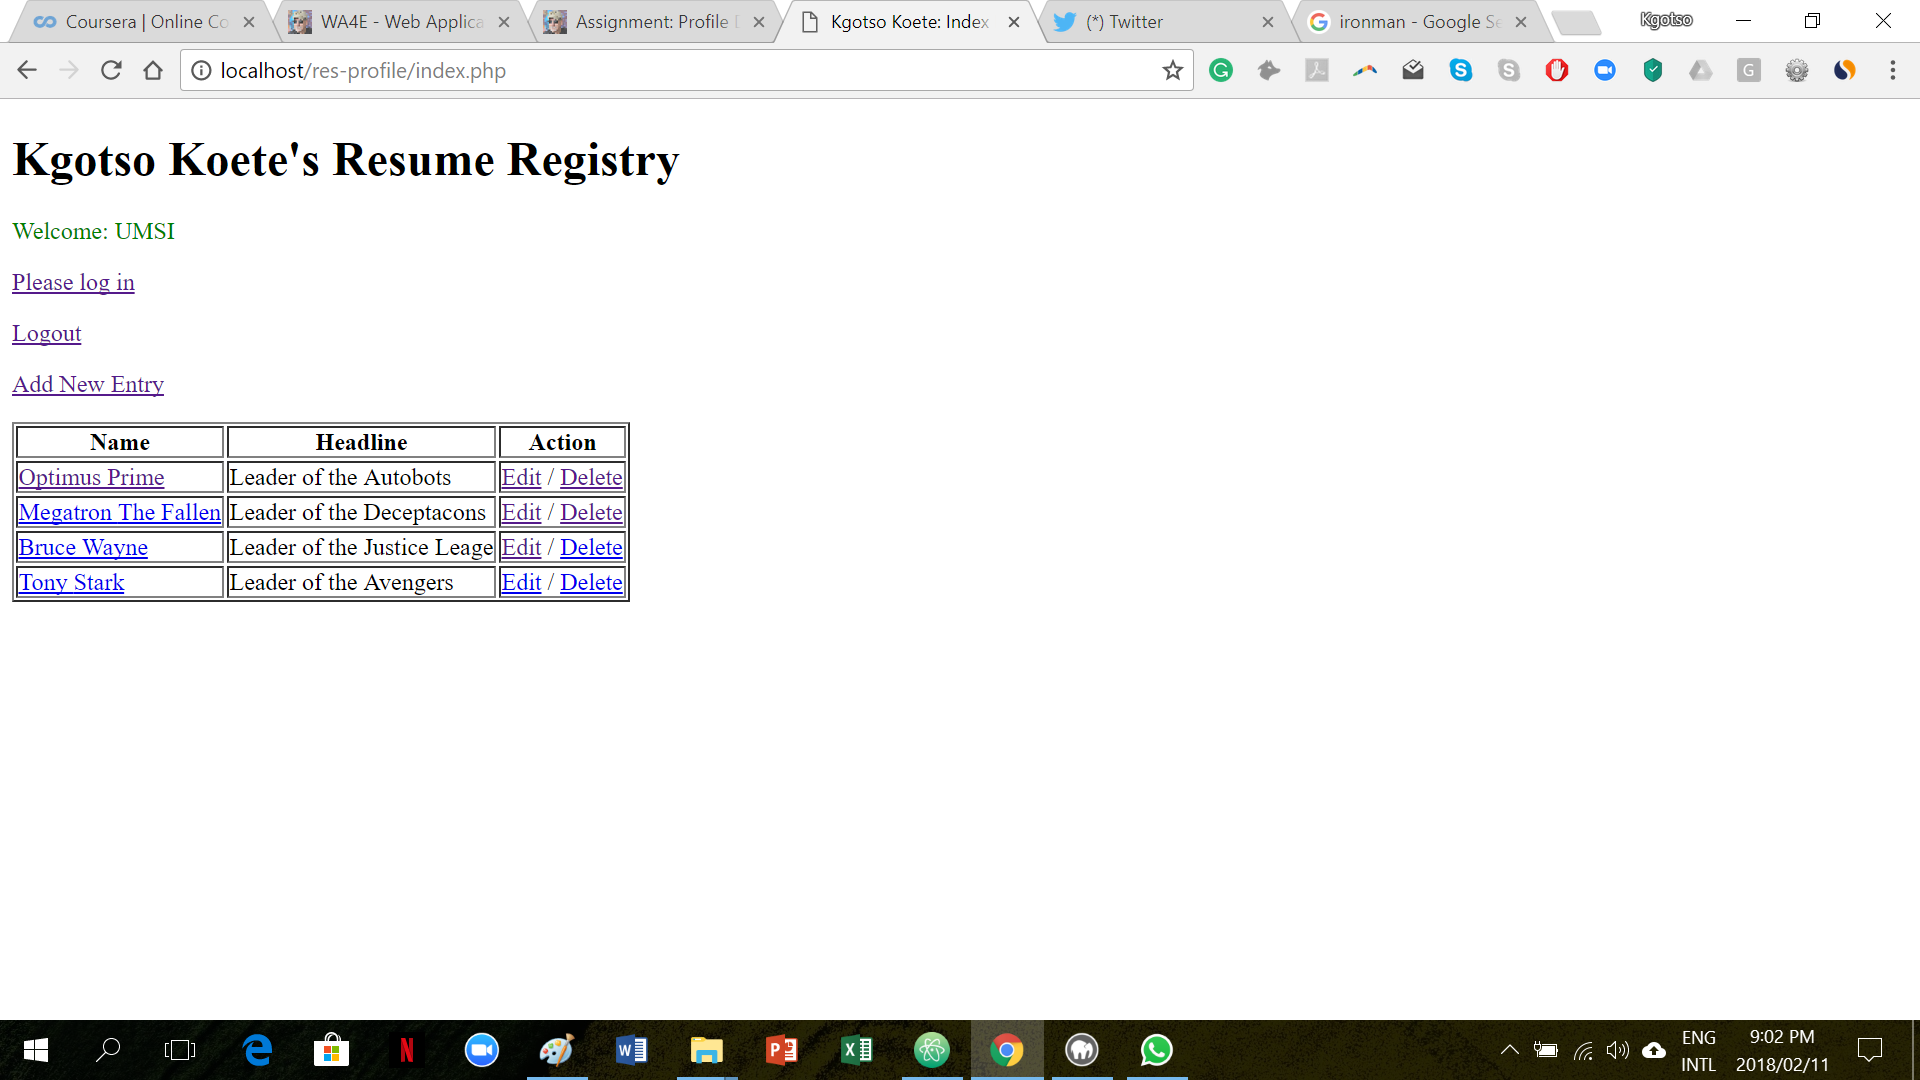 Coursera | Online Co
WA4E - Web Applica
Assignment: Profile D
Kgotso Koete: Index
(*) Twitter
ironman - Google Se
Kgotso
localhost/res-profile/index.php
Kgotso Koete's Resume Registry
Welcome: UMSI
Please log in
Logout
Add New Entry
Name Headline Action
Optimus Prime Leader of the Autobots Edit / Delete
Megatron The Fallen Leader of the Deceptacons Edit / Delete
Bruce Wayne Leader of the Justice Leage Edit / Delete
Tony Stark Leader of the Avengers Edit / Delete
ENG 9:02 PM
INTL 2018/02/11